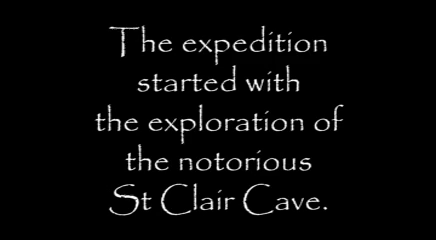 The expedition
started with
the exploration of
the notorious
St Clair Cave.